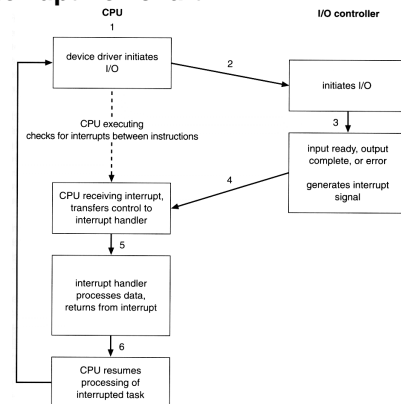 CPU
I/O controller
1
device driver initiates
I/O
2
initiates I/O
CPU executing
checks for interrupts between instructions
3
input ready, output
complete, or error
generates interrupt
signal
4
CPU receiving interrupt,
transfers control to
interrupt handler
5
interrupt handler
processes data,
returns from interrupt
6
CPU resumes
processing of
interrupted task